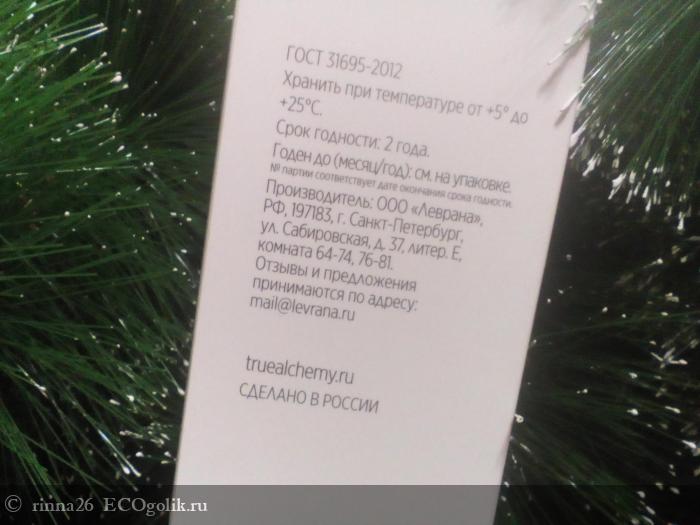 ГОСТ 31695-2012
Хранить при температуре от +5° до
+25°С.
Срок годности: 2 года.
Годен до (месяц/год): см. на упаковке.
№ партии соответствует дате окончания срока годности.
Производитель: ООО «Леврана»,
РФ, 197183, г. Санкт-Петербург,
ул. Сабировская, д. 37, литер. Е,
комната 64-74, 76-81.
Отзывы и предложения
принимаются по адресу:
mail@levrana.ru
truealchemy.ru
СДЕЛАНО В РОССИИ
© rinna26 ECOgolik.ru